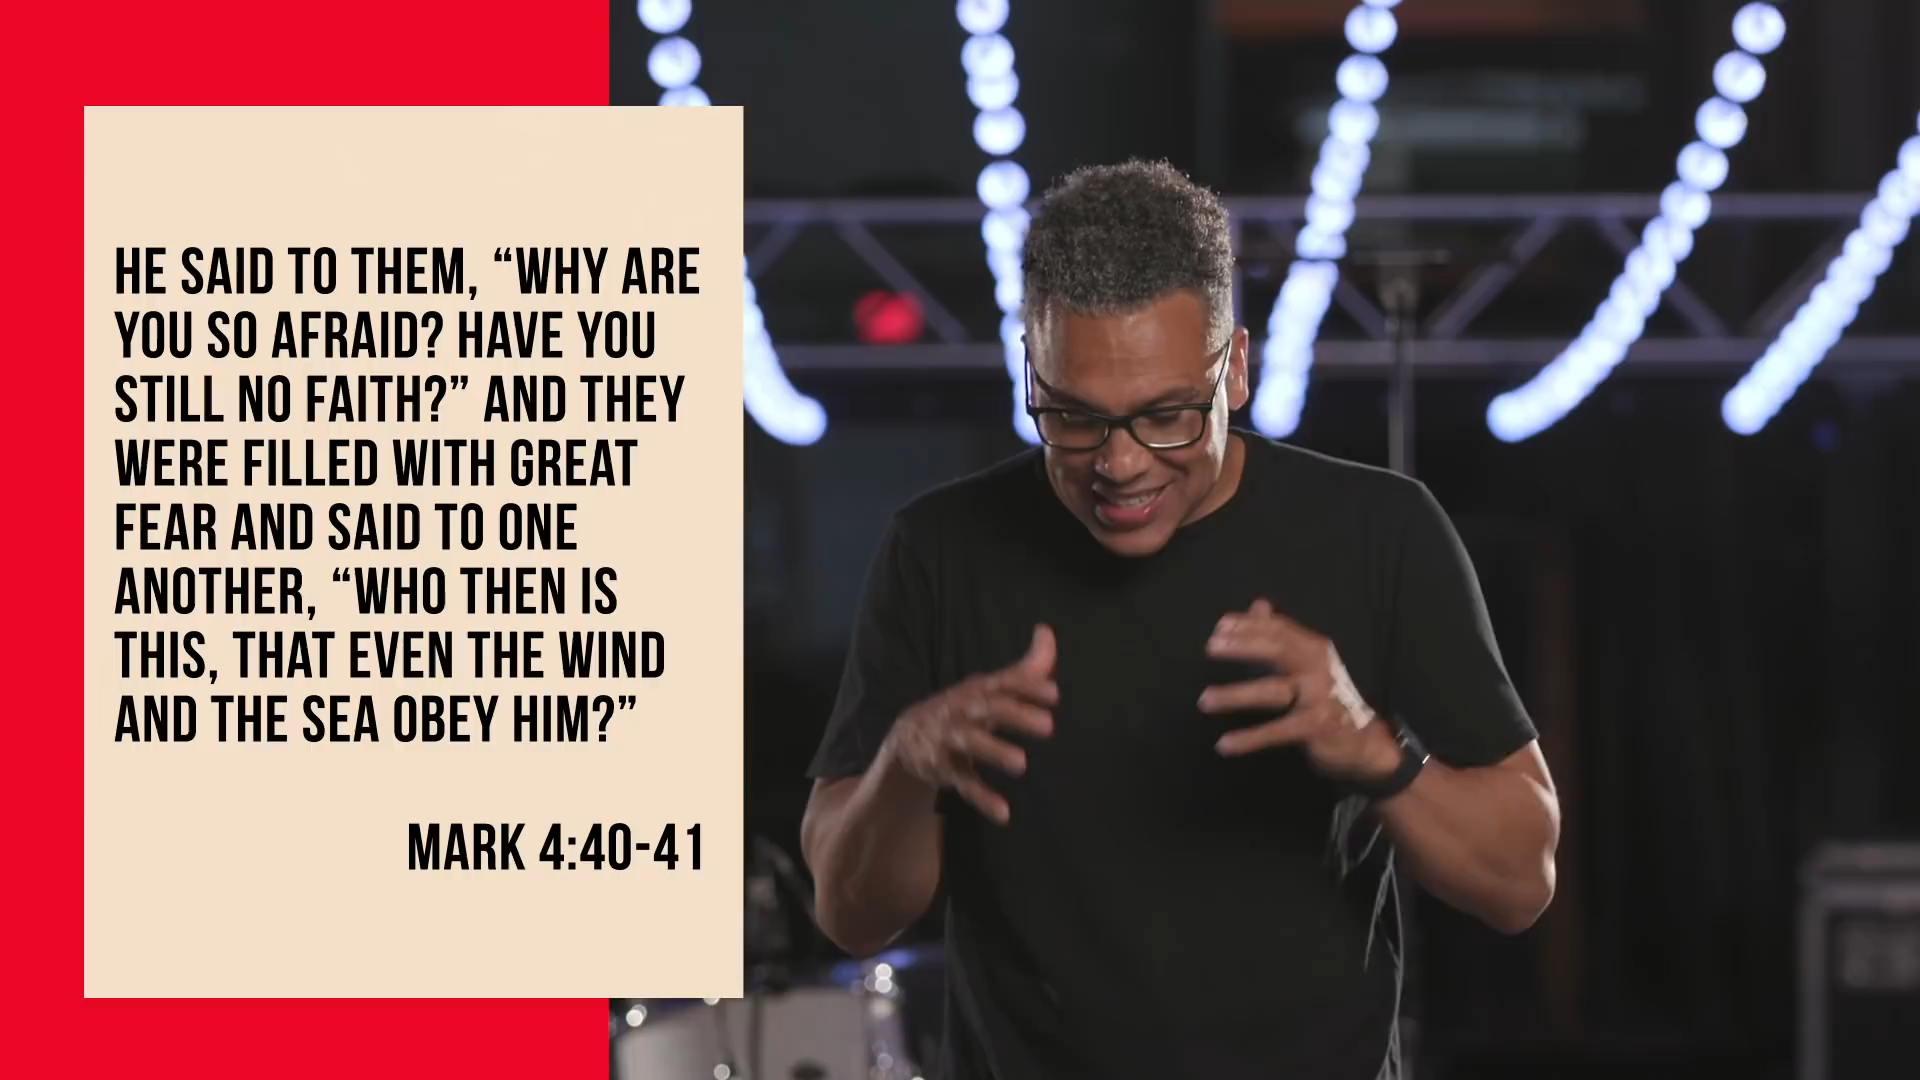 HE SAID TO THEM, “WHY ARE
YOU SO AFRAID? HAVE YOU
STILL NO FAITH?” AND THEY
WERE FILLED WITH GREAT
FEAR AND SAID TO ONE
ANOTHER, “WHO THEN IS
THIS, THAT EVEN THE WIND
AND THE SEA OBEY HIM?”
MARK 4:40-41